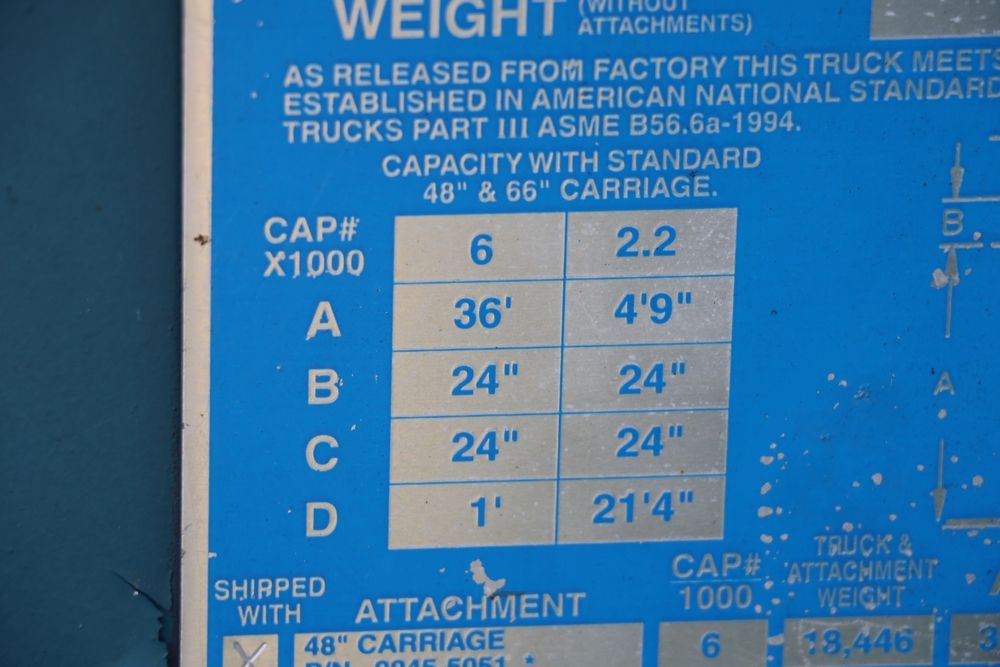 WEIGHT (WITHOUT
ATTACHMENTS)
AS RELEASED FROM FACTORY THIS TRUCK MEETS
ESTABLISHED IN AMERICAN NATIONAL STANDARD
TRUCKS PART III ASME B56.6a-1994.
CAPACITY WITH STANDARD
48" & 66" CARRIAGE.
CAP#
X1000 6 2.2
A 36' 4'9"
B 24" 24"
C 24" 24"
D 1' 21'4"
B
A
SHIPPED
WITH
ATTACHMENT
CAP#
1000
TRUCK &
ATTACHMENT
WEIGHT
X 48" CARRIAGE 6 18,446 3